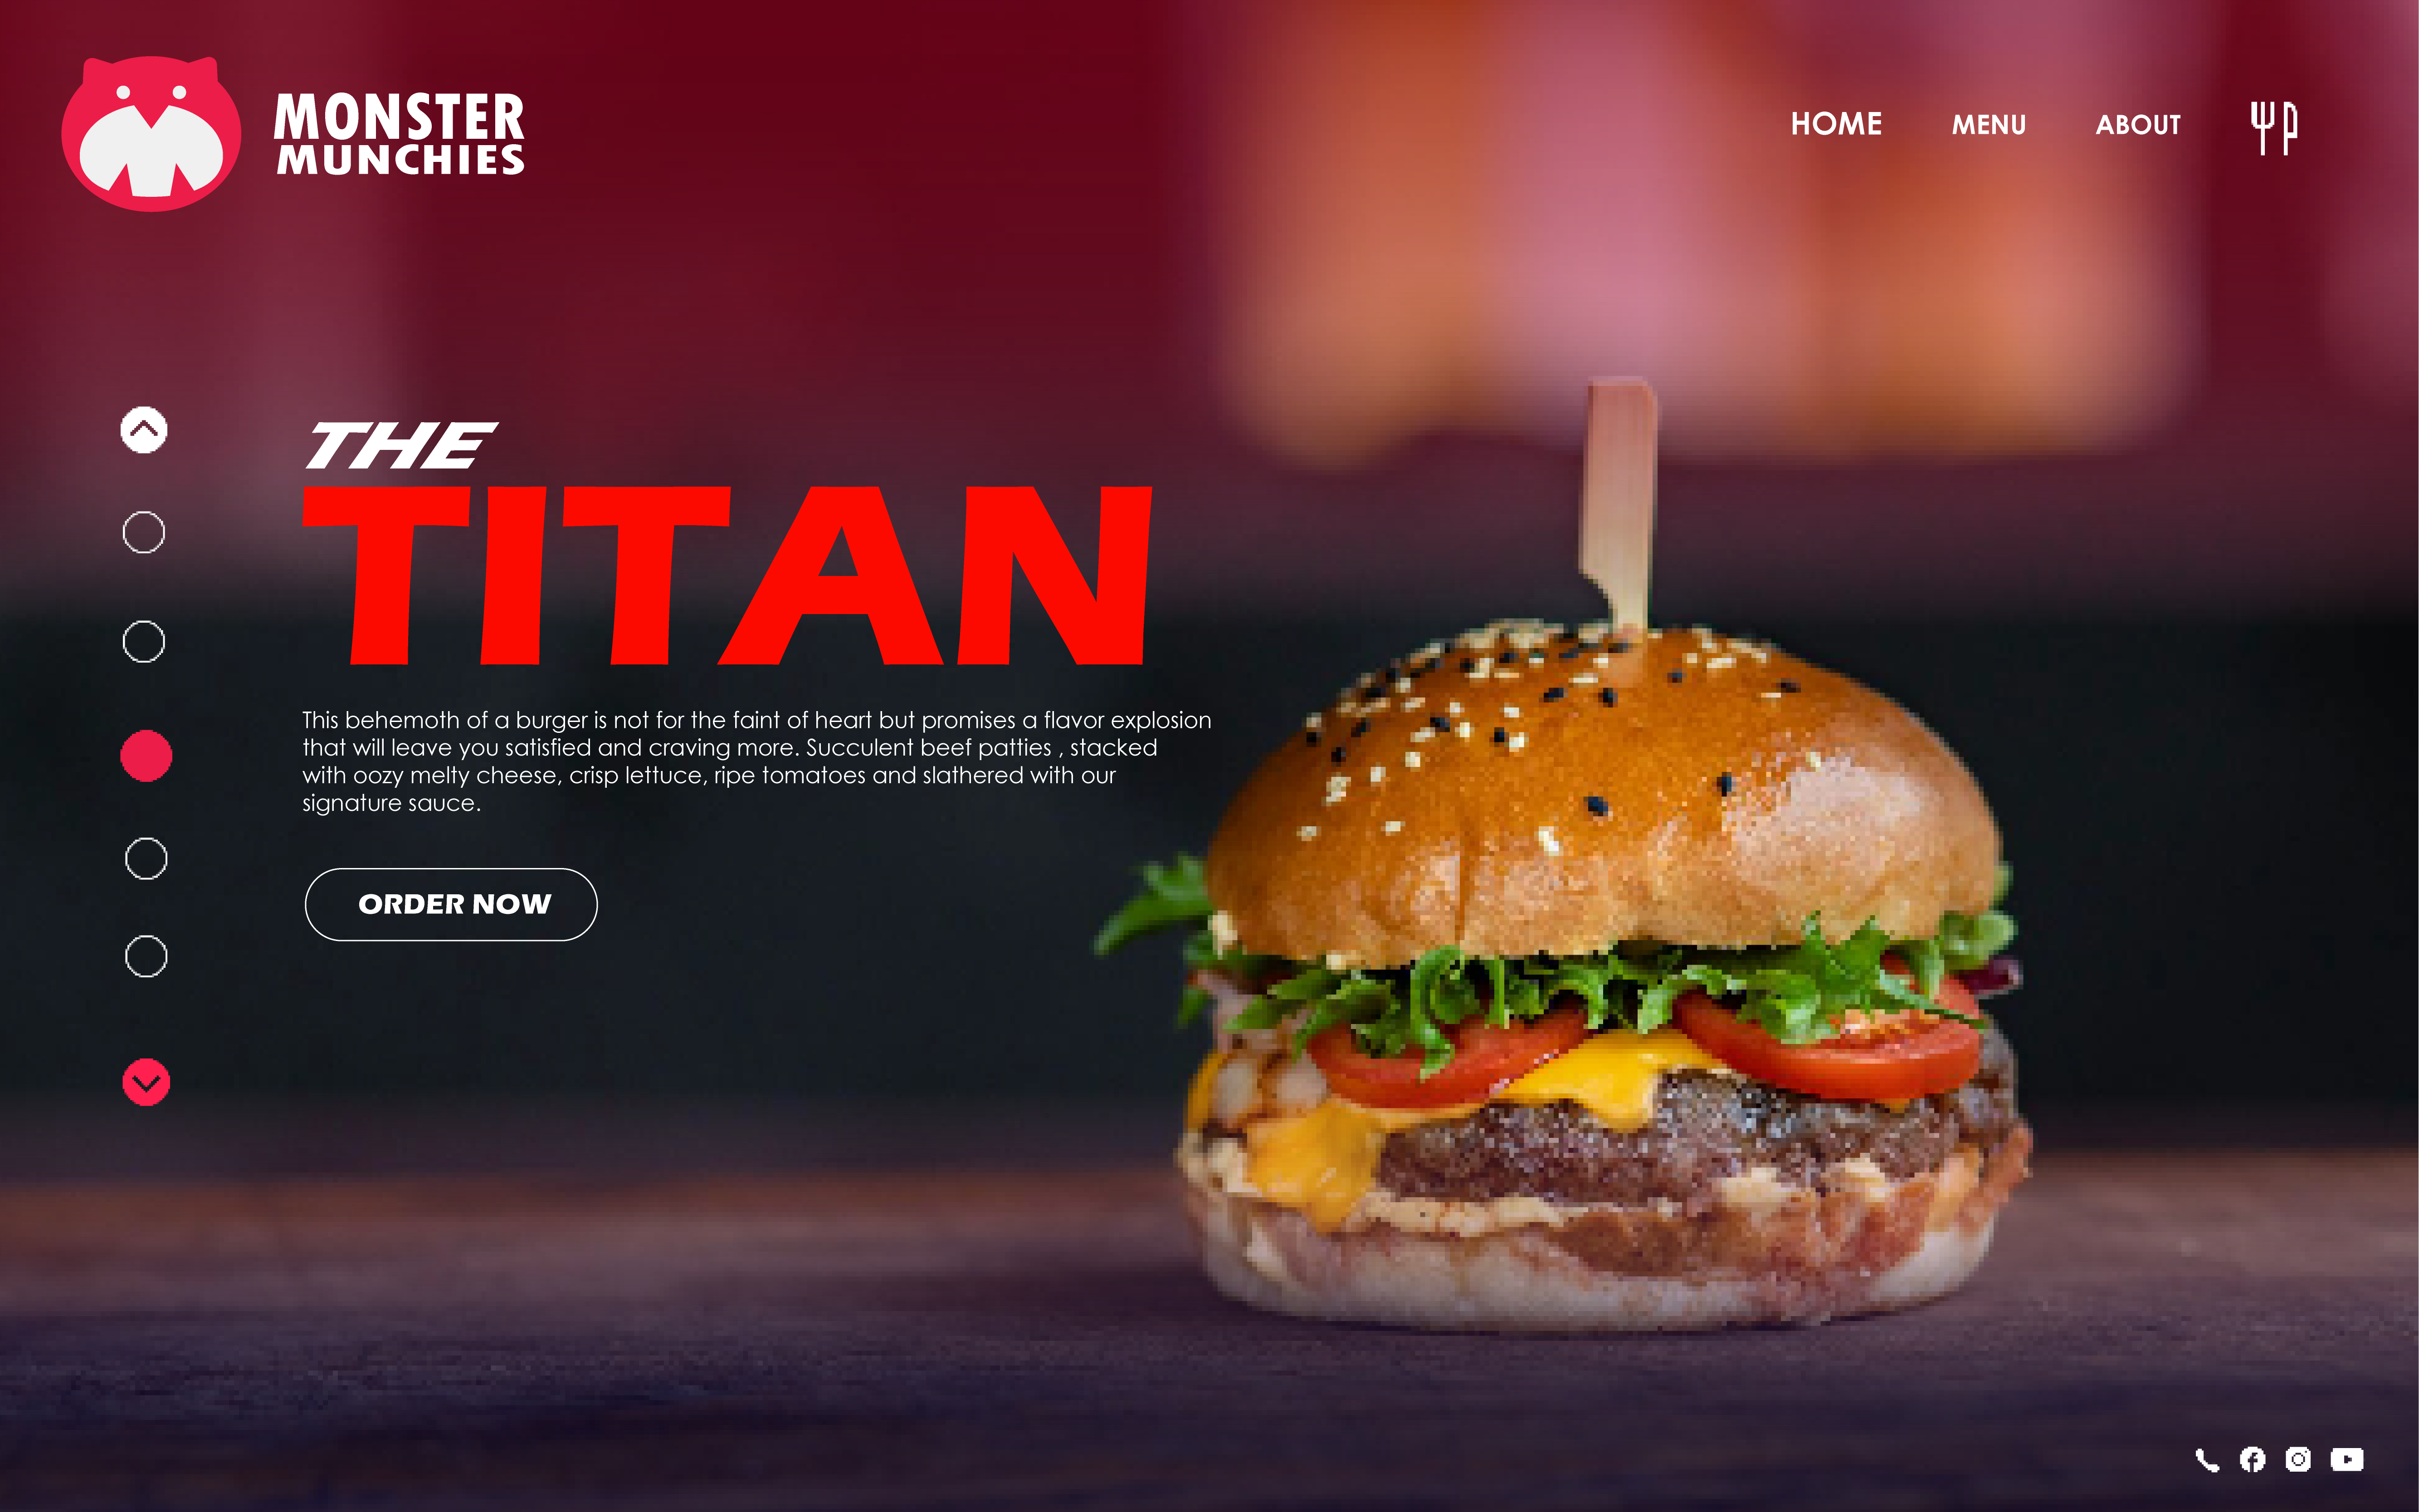 MONSTER
MUNCHIES
HOME MENU ABOUT
THE
TITAN
This behemoth of a burger is not for the faint of heart but promises a flavor explosion
that will leave you satisfied and craving more. Succulent beef patties , stacked
with oozy melty cheese, crisp lettuce, ripe tomatoes and slathered with our
signature sauce.
ORDER NOW